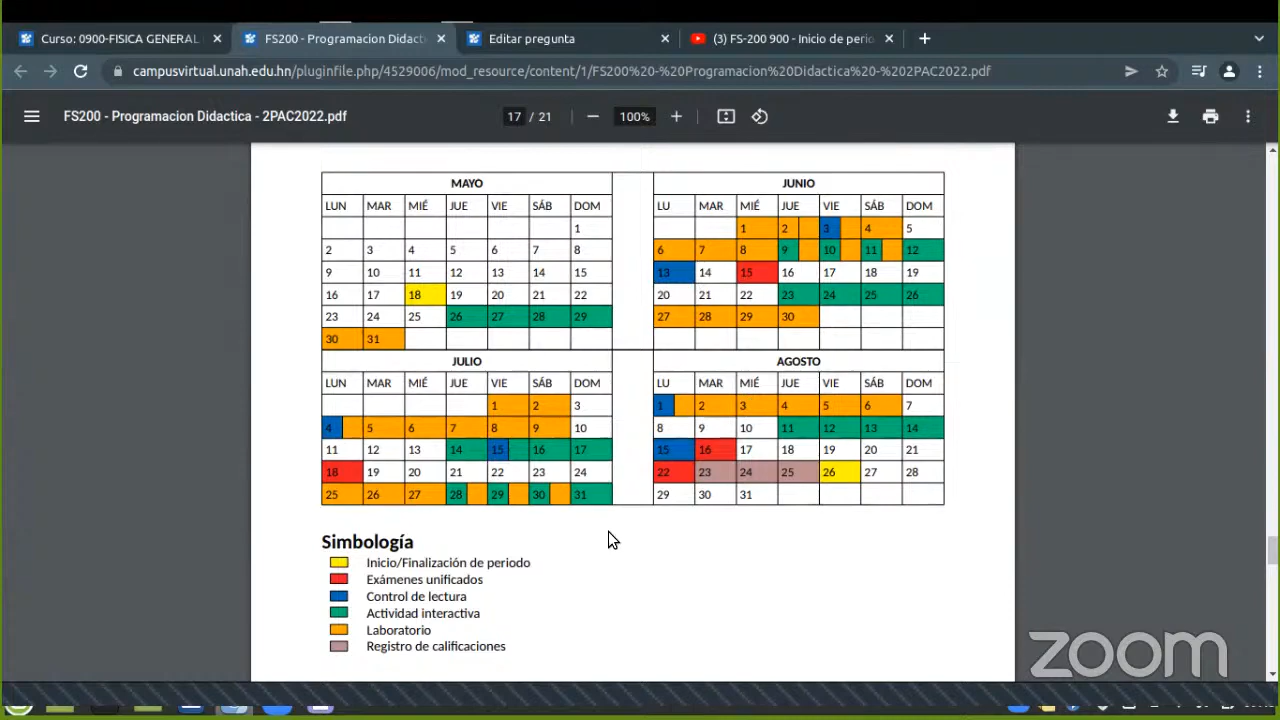 Curso: 0900-FISICA GENERAL
FS200 - Programacion Didact
Editar pregunta
(3) FS-200 900 - Inicio de perio
campusvirtual.unah.edu.hn/pluginfile.php/4529006/mod_resource/content/1/FS200%20-%20Programacion%20Didactica%20-%202PAC2022.pdf
FS200 - Programacion Didactica - 2PAC2022.pdf
17 / 21
100%
MAYO
LUN MAR MIÉ JUE VIE SÁB DOM
1
2 3 4 5 6 7 8
9 10 11 12 13 14 15
16 17 18 19 20 21 22
23 24 25 26 27 28 29
30 31
JUNIO
LU MAR MIÉ JUE VIE SÁB DOM
1 2 3 4 5
6 7 8 9 10 11 12
13 14 15 16 17 18 19
20 21 22 23 24 25 26
27 28 29 30
JULIO
LUN MAR MIÉ JUE VIE SÁB DOM
1 2 3
4 5 6 7 8 9 10
11 12 13 14 15 16 17
18 19 20 21 22 23 24
25 26 27 28 29 30 31
AGOSTO
LU MAR MIÉ JUE VIE SÁB DOM
1 2 3 4 5 6 7
8 9 10 11 12 13 14
15 16 17 18 19 20 21
22 23 24 25 26 27 28
29 30 31
Simbología
Inicio/Finalización de periodo
Exámenes unificados
Control de lectura
Actividad interactiva
Laboratorio
Registro de calificaciones
zoom